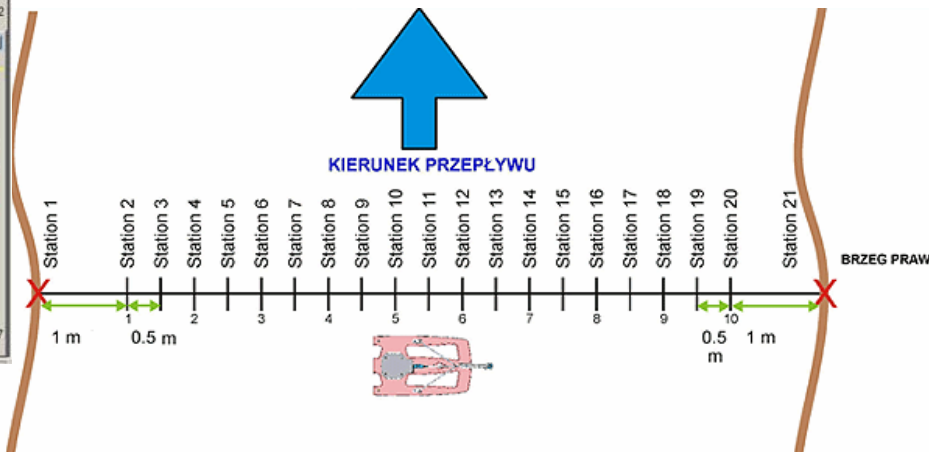 KIERUNEK PRZEPŁYWU
Station 1
Station 2
Station 3
Station 4
Station 5
Station 6
Station 7
Station 8
Station 9
Station 10
Station 11
Station 12
Station 13
Station 14
Station 15
Station 16
Station 17
Station 18
Station 19
Station 20
Station 21
BRZEG PRAW
1 2 3 4 5 6 7 8 9 10
1 m 0.5 m 0.5 m 1 m